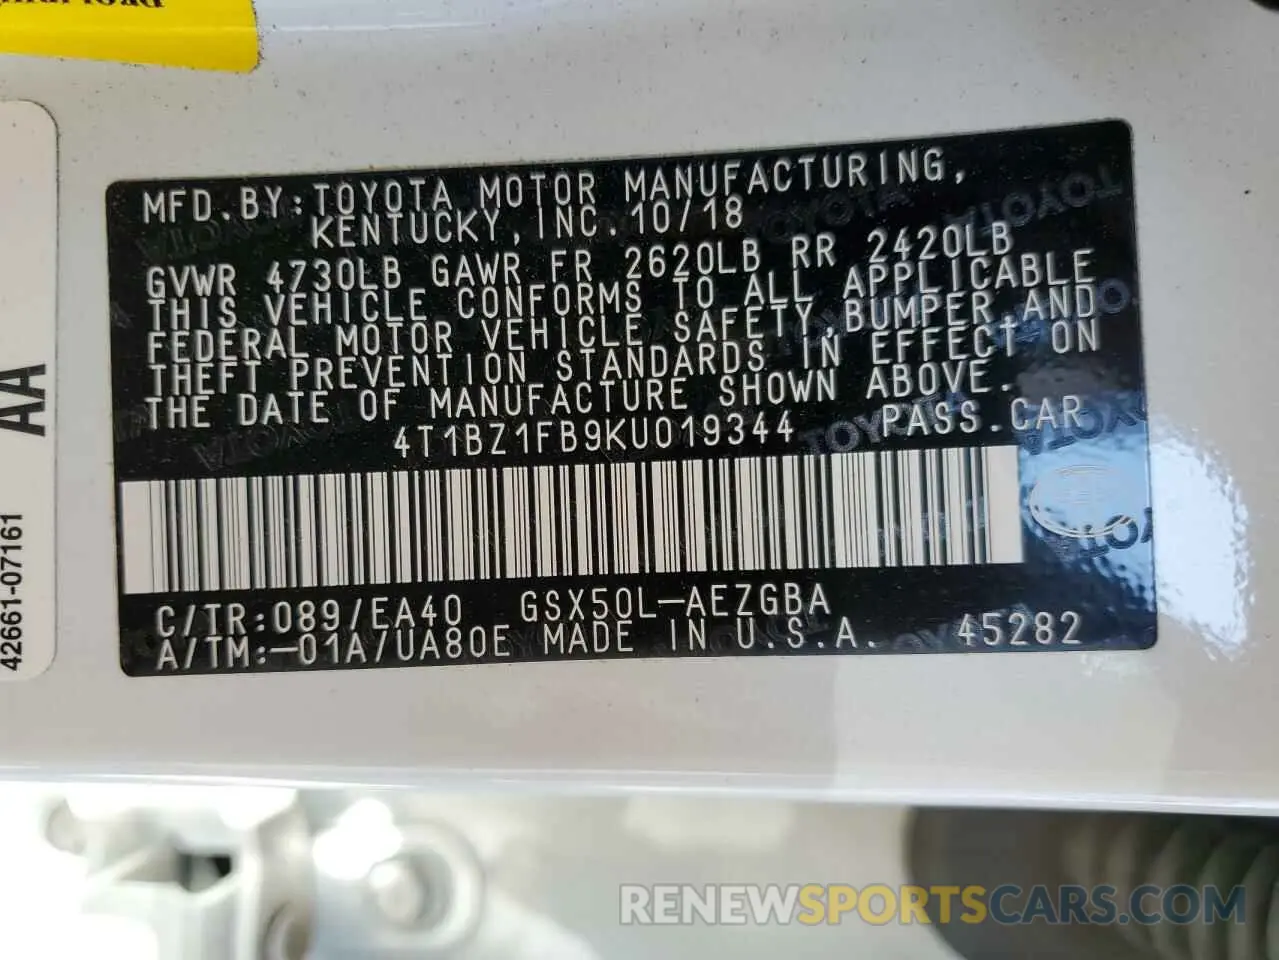 MFD.BY:TOYOTA MOTOR MANUFACTURING,
KENTUCKY,INC.10/18
GVWR 4730LB GAWR FR 2620LB RR 2420LB
THIS VEHICLE CONFORMS TO ALL APPLICABLE
FEDERAL MOTOR VEHICLE SAFETY,BUMPER,AND
THEFT PREVENTION STANDARDS IN EFFECT ON
THE DATE OF MANUFACTURE SHOWN ABOVE.
4T1BZ1FB9KU019344 PASS.CAR
C/TR:089/EA40 GSX50L-AEZGBA
A/TM:-01A/UA80E MADE IN U.S.A. 45282
AA
42661-07161
RENEWSPORTSCARS.COM